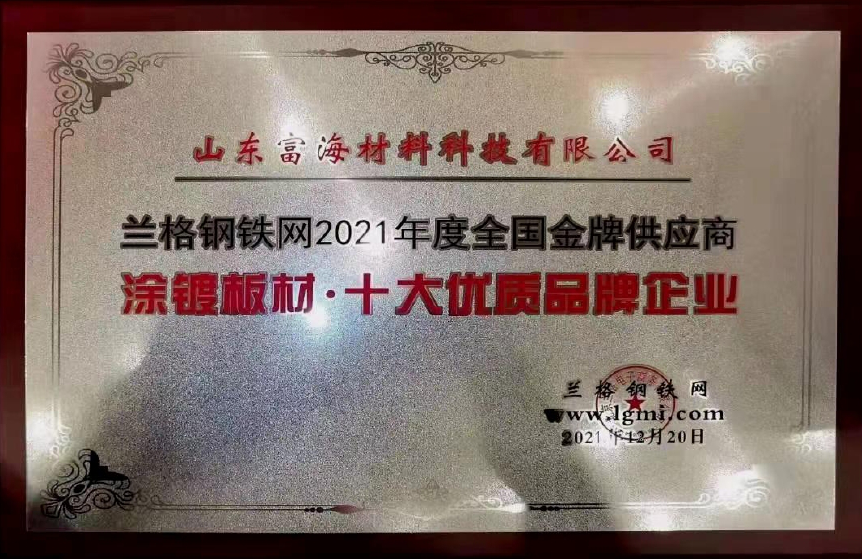 山东富海材料科技有限公司
兰格钢铁网2021年度全国金牌供应商
涂镀板材·十大优质品牌企业
兰格钢铁网
www.lgmi.com
2021年12月20日